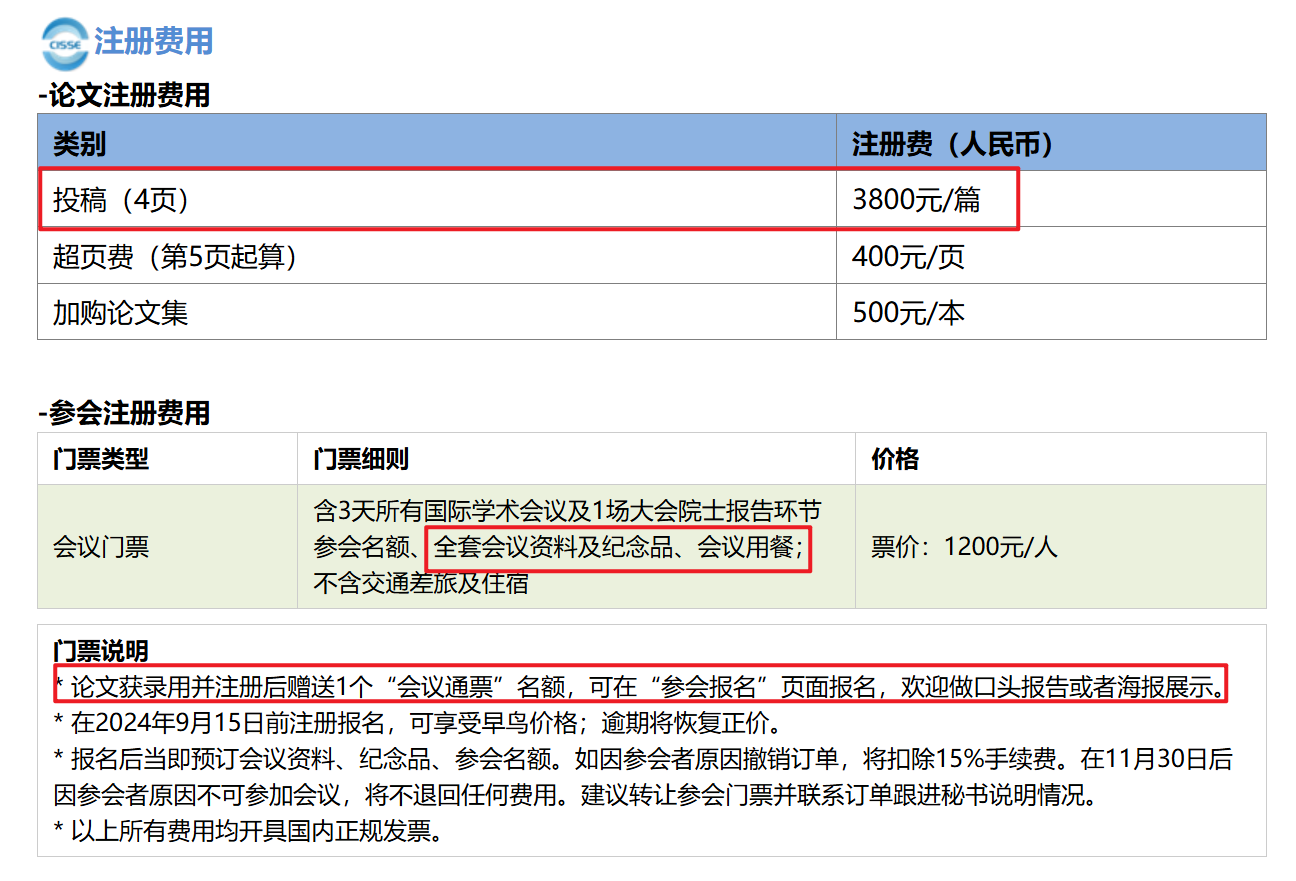 CISSE 注册费用
-论文注册费用
类别 注册费（人民币）
投稿（4页） 3800元/篇
超页费（第5页起算） 400元/页
加购论文集 500元/本
-参会注册费用
门票类型 门票细则 价格
会议门票
含3天所有国际学术会议及1场大会院士报告环节
参会名额、全套会议资料及纪念品、会议用餐；
不含交通差旅及住宿
票价：1200元/人
门票说明
* 论文获录用并注册后赠送1个“会议通票”名额，可在“参会报名”页面报名，欢迎做口头报告或者海报展示。
* 在2024年9月15日前注册报名，可享受早鸟价格；逾期将恢复正价。
* 报名后当即预订会议资料、纪念品、参会名额。如因参会者原因撤销订单，将扣除15%手续费。在11月30日后
因参会者原因不可参加会议，将不退回任何费用。建议转让参会门票并联系订单跟进秘书说明情况。
* 以上所有费用均开具国内正规发票。